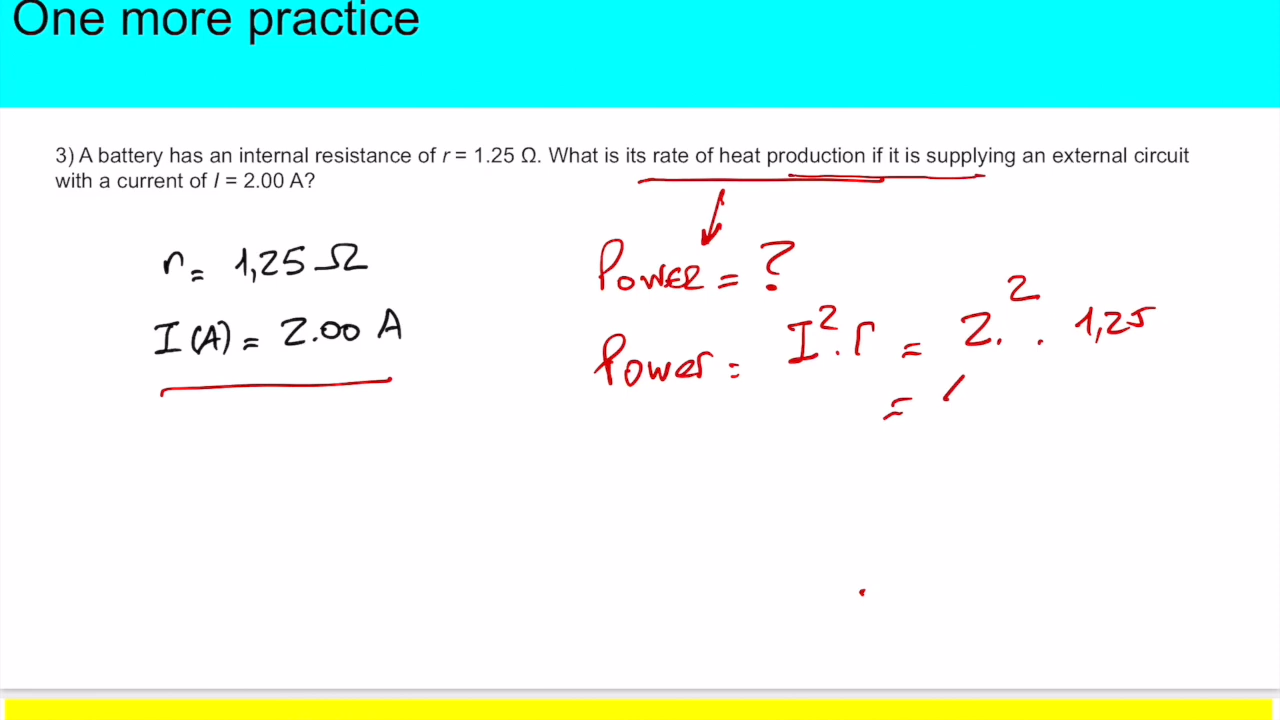 One more practice
3) A battery has an internal resistance of r = 1.25 Ω. What is its rate of heat production if it is supplying an external circuit
with a current of I = 2.00 A?
r = 1,25 Ω
I (A) = 2.00 A
Power = ?
Power = I². r = 2.² . 1,25
=